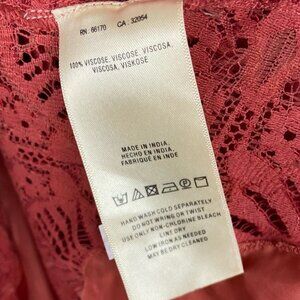 RN. 66170 CA : 32054
100% VISCOSE, VISCOSE, VISCOSA,
VISCOSA, VISKOSE
MADE IN INDIA,
HECHO EN INDIA,
FABRIQUÉ EN INDE
HAND WASH COLD SEPARATELY
DO NOT WRING OR TWIST
USE ONLY NON-CHLORINE BLEACH
LINE DRY
LOW IRON AS NEEDED
MAY BE DRY CLEANED